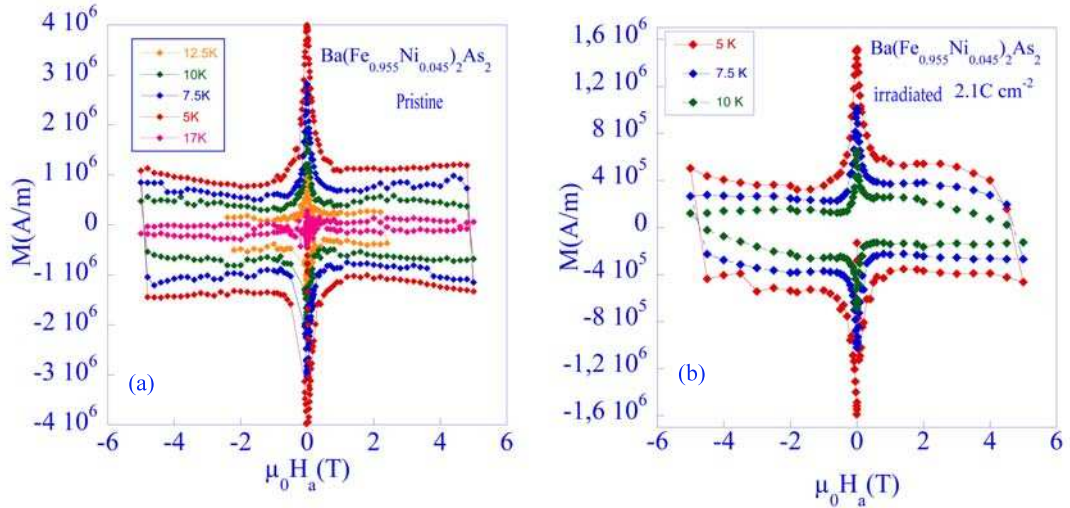 4 10⁶
3 10⁶
2 10⁶
1 10⁶
0
-1 10⁶
-2 10⁶
-3 10⁶
-4 10⁶
M(A/m)
12.5K
10K
7.5K
5K
17K
Ba(Fe₀.₉₅₅Ni₀.₀₄₅)₂As₂
Pristine
(a)
-6 -4 -2 0 2 4 6
μ₀Hₐ(T)
1,6 10⁶
1,2 10⁶
8 10⁵
4 10⁵
0
-4 10⁵
-8 10⁵
-1,2 10⁶
-1,6 10⁶
M(A/m)
5 K
7.5 K
10 K
Ba(Fe₀.₉₅₅Ni₀.₀₄₅)₂As₂
irradiated 2.1C cm⁻²
(b)
-6 -4 -2 0 2 4 6
μ₀Hₐ(T)